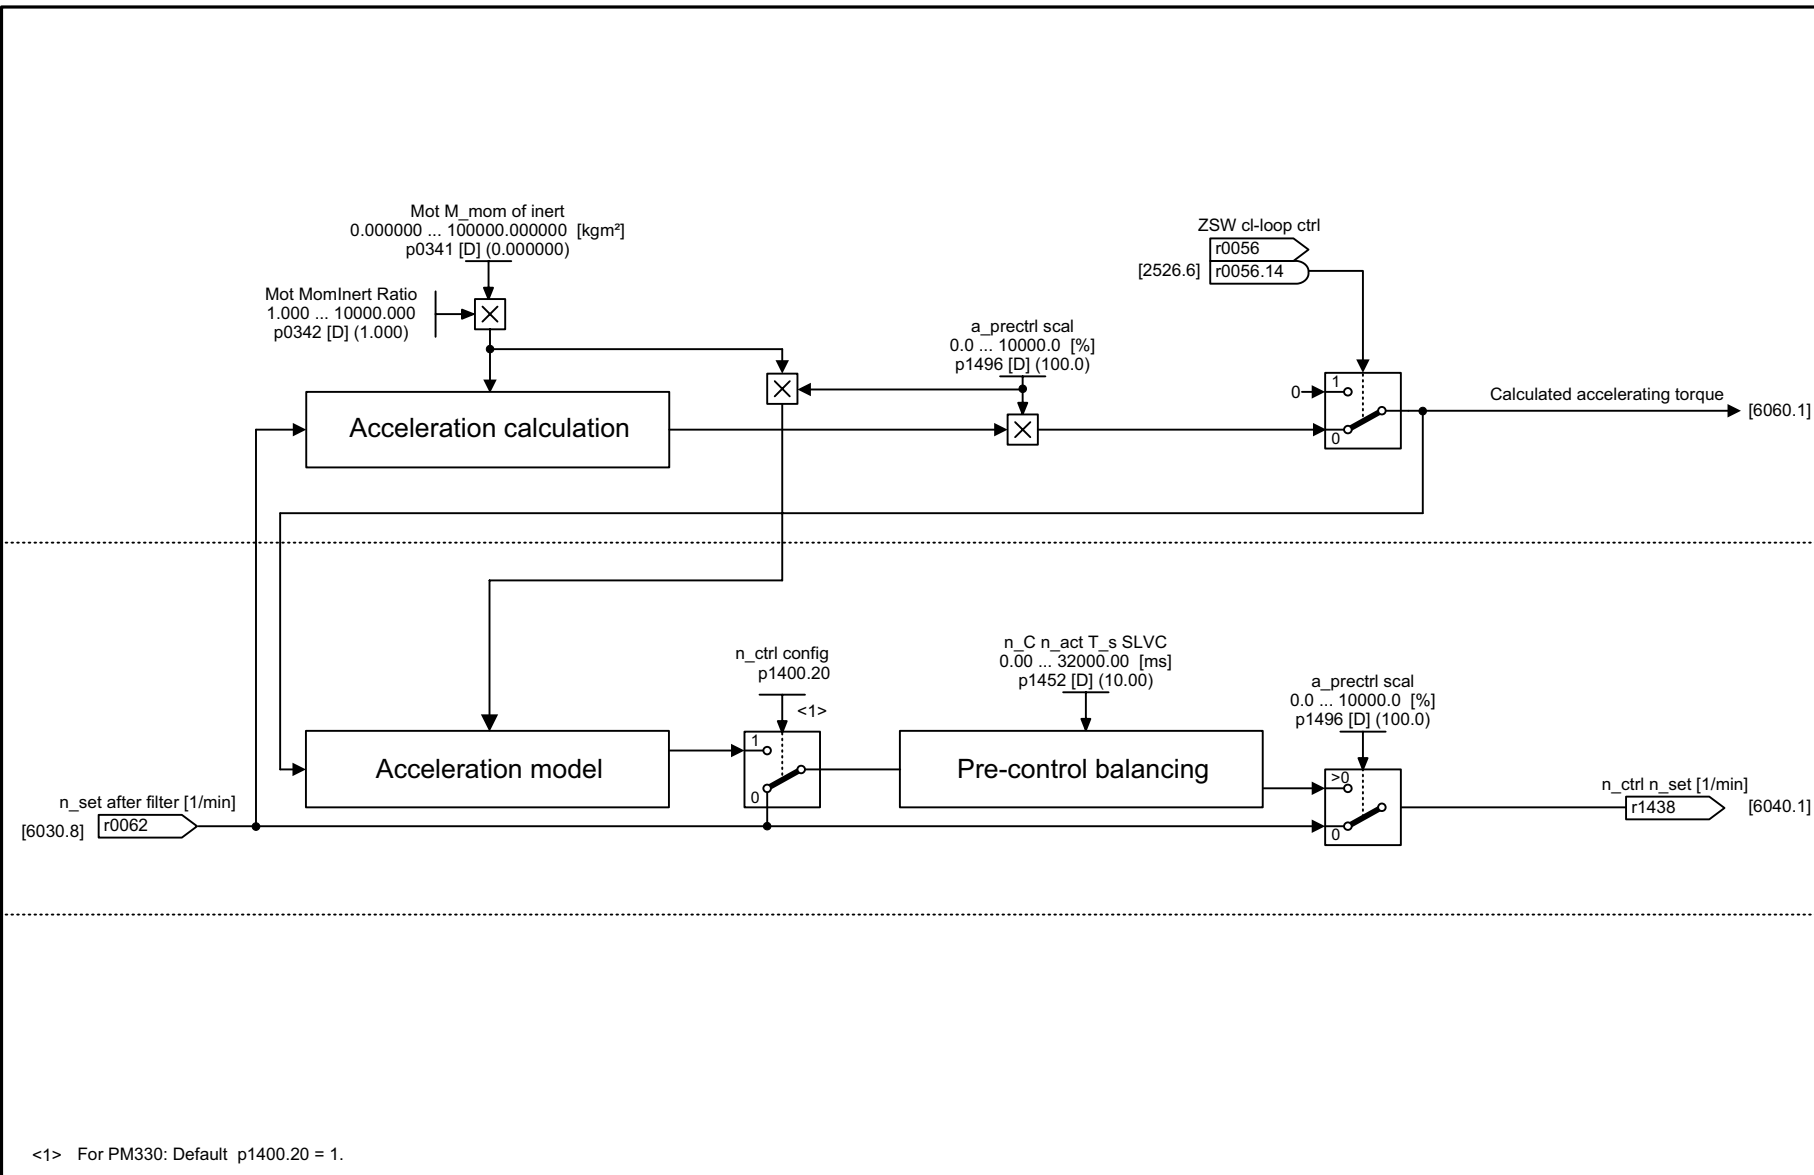 Mot M_mom of inert
0.000000 ... 100000.000000 [kgm²]
p0341 [D] (0.000000)
Mot MomInert Ratio
1.000 ... 10000.000
p0342 [D] (1.000)
ZSW cl-loop ctrl
r0056
[2526.6] r0056.14
a_prectrl scal
0.0 ... 10000.0 [%]
p1496 [D] (100.0)
0
1
0
Calculated accelerating torque
[6060.1]
Acceleration calculation
n_ctrl config
p1400.20
<1>
n_C n_act T_s SLVC
0.00 ... 32000.00 [ms]
p1452 [D] (10.00)
a_prectrl scal
0.0 ... 10000.0 [%]
p1496 [D] (100.0)
Acceleration model
1
0
Pre-control balancing
>0
0
n_set after filter [1/min]
[6030.8] r0062
n_ctrl n_set [1/min]
r1438
[6040.1]
<1> For PM330: Default p1400.20 = 1.